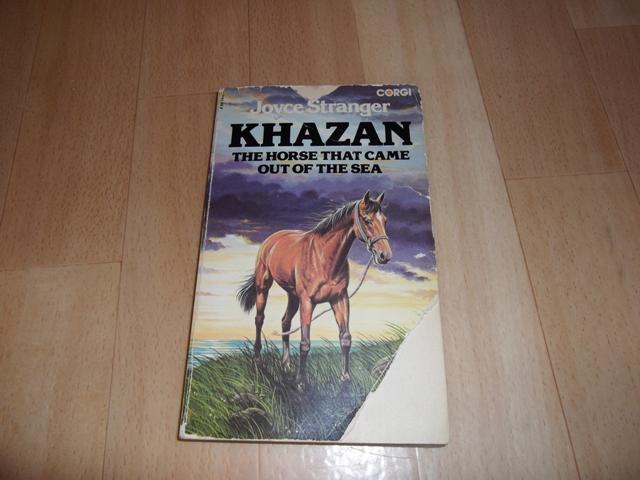 CORGI
Joyce Stranger
KHAZAN
THE HORSE THAT CAME
OUT OF THE SEA